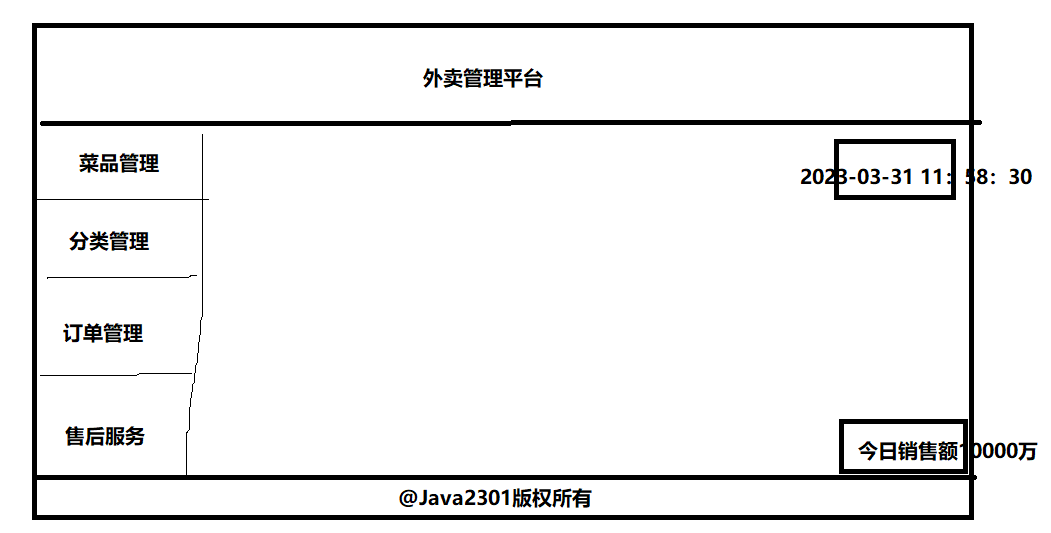 外卖管理平台
菜品管理
2023-03-31 11：58：30
分类管理
订单管理
售后服务
今日销售额10000万
@Java2301版权所有